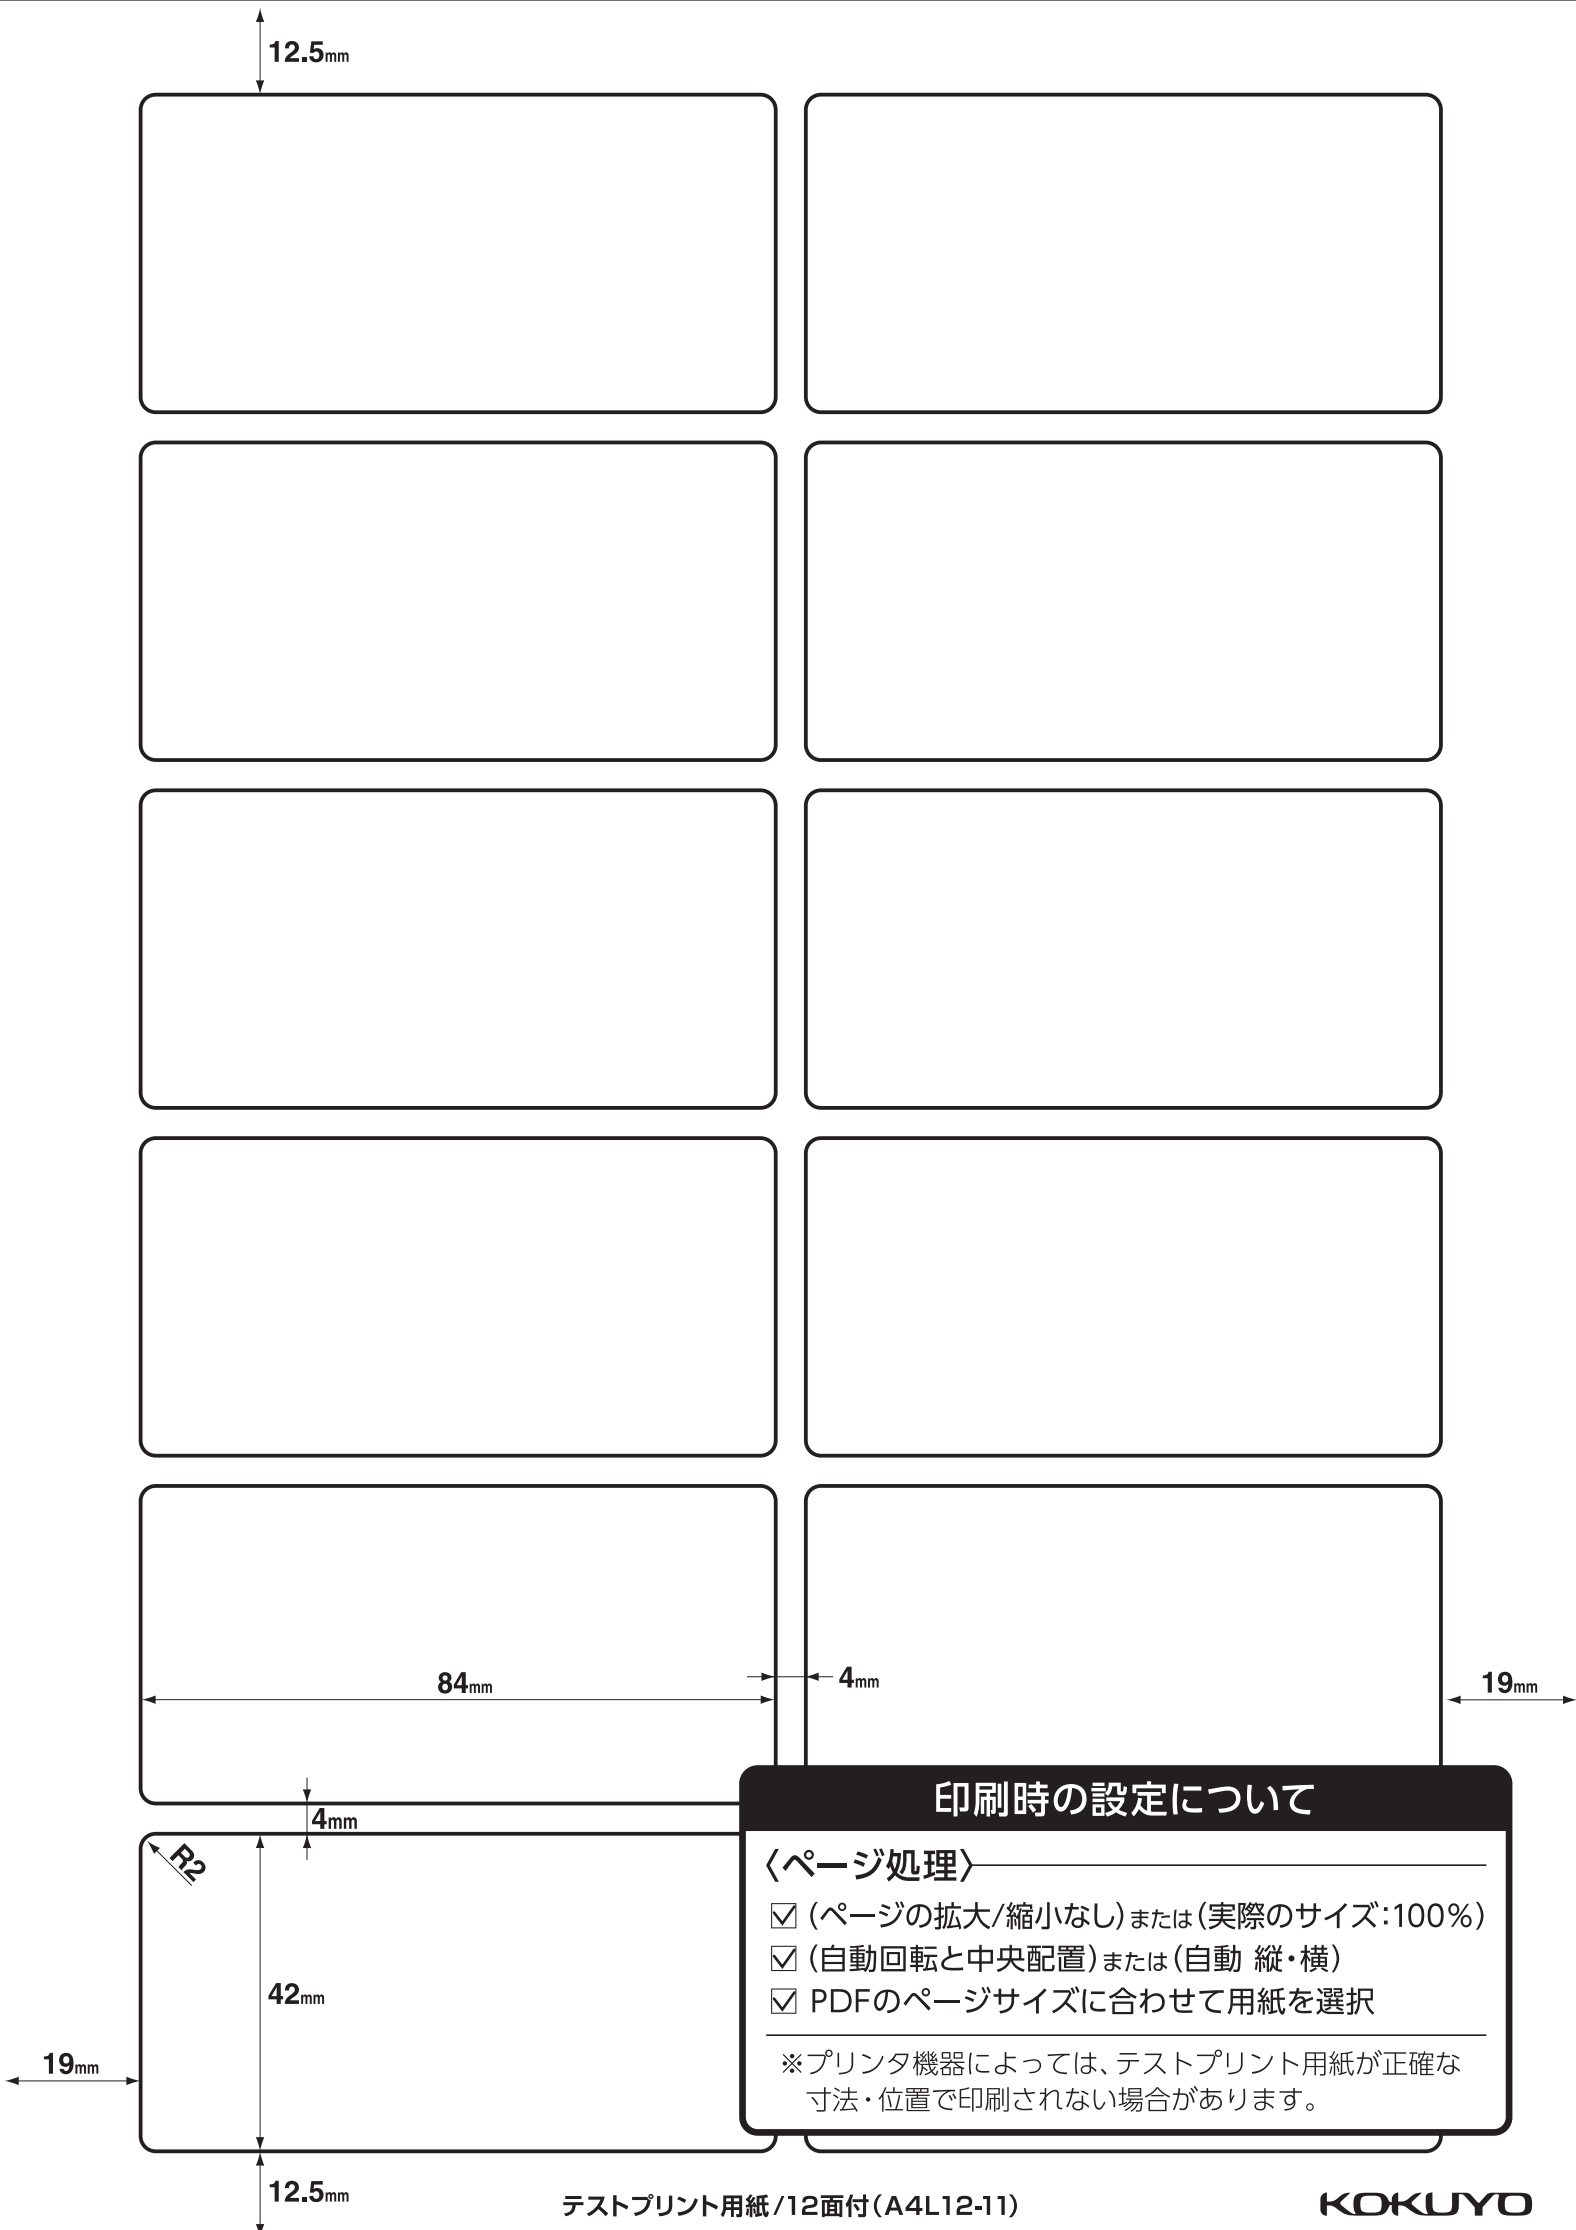 12.5mm
84mm
4mm
19mm
4mm
R2
42mm
19mm
12.5mm
印刷時の設定について
〈ページ処理〉
☑ (ページの拡大/縮小なし)または(実際のサイズ:100%)
☑ (自動回転と中央配置)または(自動 縦・横)
☑ PDFのページサイズに合わせて用紙を選択
※プリンタ機器によっては、テストプリント用紙が正確な
寸法・位置で印刷されない場合があります。
テストプリント用紙/12面付(A4L12-11)
KOKUYO